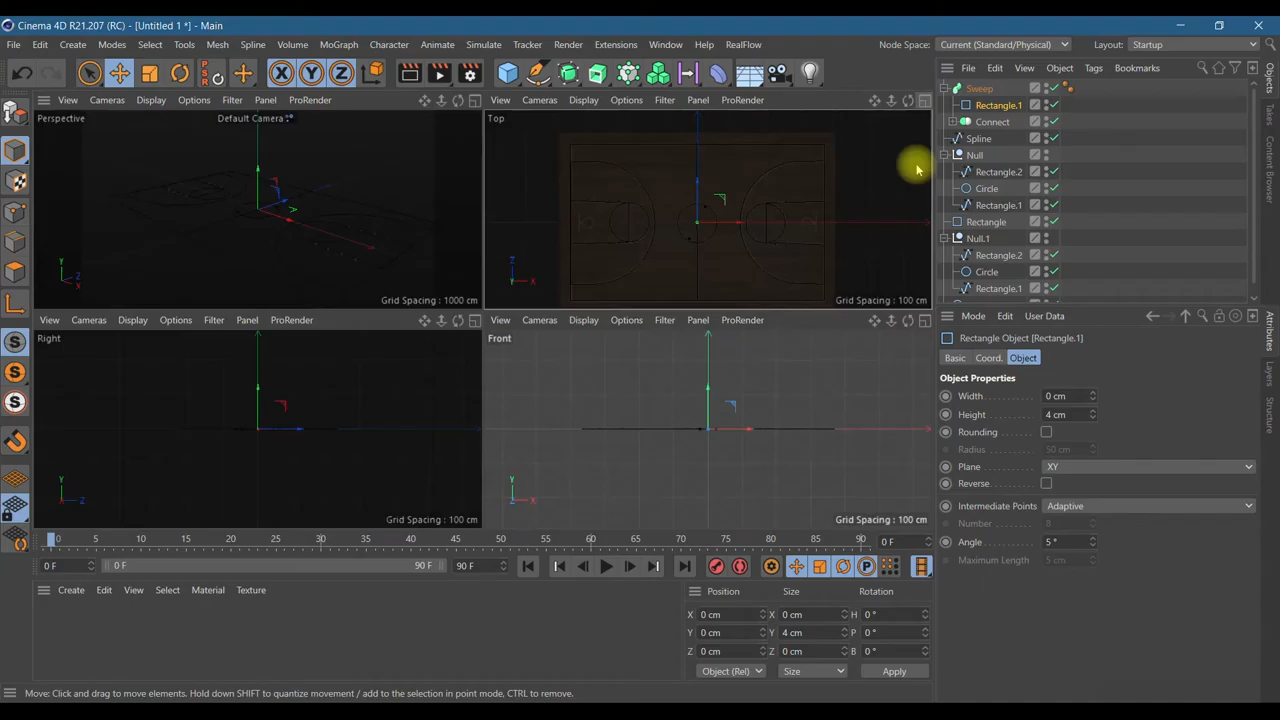 Cinema 4D R21.207 (RC) - [Untitled 1 *] - Main
File Edit Create Modes Select Tools Mesh Spline Volume MoGraph Character Animate Simulate Tracker Render Extensions Window Help RealFlow Node Space: Current (Standard/Physical) Layout: Startup
PSR X Y Z
File Edit View Object Tags Bookmarks
View Cameras Display Options Filter Panel ProRender
View Cameras Display Options Filter Panel ProRender
Perspective Default Camera
Top
Grid Spacing : 1000 cm
Grid Spacing : 100 cm
Sweep
Rectangle.1
Connect
Spline
Null
Rectangle.2
Circle
Rectangle.1
Rectangle
Null.1
Rectangle.2
Circle
Rectangle.1
View Cameras Display Options Filter Panel ProRender
View Cameras Display Options Filter Panel ProRender
Right
Front
Grid Spacing : 100 cm
Grid Spacing : 100 cm
Mode Edit User Data
Rectangle Object [Rectangle.1]
Basic Coord. Object
Object Properties
Width 0 cm
Height 4 cm
Rounding
Radius 50 cm
Plane XY
Reverse
Intermediate Points Adaptive
Number 8
Angle 5 °
Maximum Length 5 cm
Objects
Takes
Content Browser
Attributes
Layers
Structure
0 5 10 15 20 25 30 35 40 45 50 55 60 65 70 75 80 85 90 0 F
0 F 0 F 90 F 90 F
Create Edit View Select Material Texture
Position Size Rotation
X 0 cm X 0 cm H 0 °
Y 0 cm Y 4 cm P 0 °
Z 0 cm Z 0 cm B 0 °
Object (Rel) Size Apply
Move: Click and drag to move elements. Hold down SHIFT to quantize movement / add to the selection in point mode, CTRL to remove.